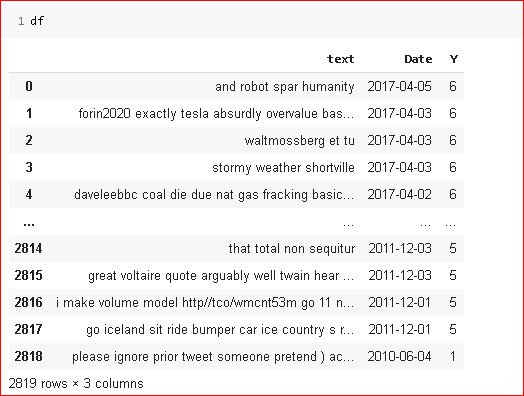 1 df
text Date Y
0 and robot spar humanity 2017-04-05 6
1 forin2020 exactly tesla absurdly overvalue bas... 2017-04-03 6
2 waltmossberg et tu 2017-04-03 6
3 stormy weather shortville 2017-04-03 6
4 daveleebbc coal die due nat gas fracking basic... 2017-04-02 6
... ... ... ...
2814 that total non sequitur 2011-12-03 5
2815 great voltaire quote arguably well twain hear ... 2011-12-03 5
2816 i make volume model http//tco/wmcnt53m go 11 n... 2011-12-01 5
2817 go iceland sit ride bumper car ice country s r... 2011-12-01 5
2818 please ignore prior tweet someone pretend ) ac... 2010-06-04 1
2819 rows × 3 columns